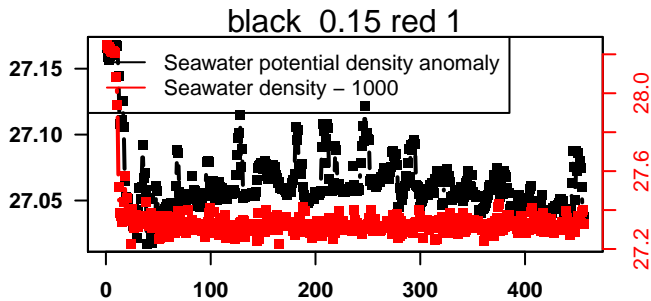 black  0.15 red 1
Seawater potential density anomaly
Seawater density − 1000
27.15
27.10
27.05
28.0
27.6
27.2
0 100 200 300 400